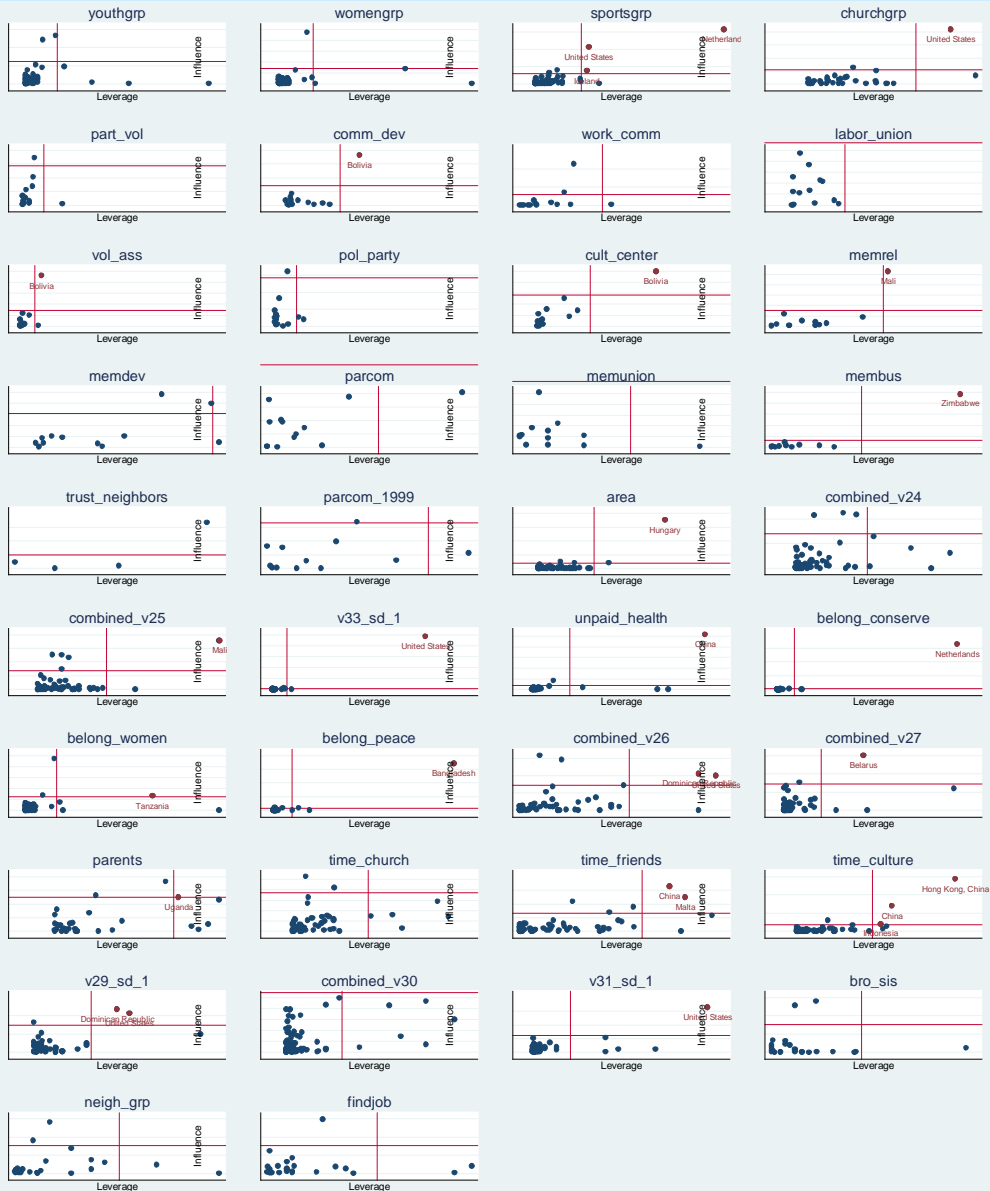 youthgrp womengrp sportsgrp churchgrp
Influence Influence Influence
Netherland United States
United States
Iceland
Leverage Leverage Leverage Leverage
part_vol comm_dev work_comm labor_union
Influence Influence Influence
Bolivia
Leverage Leverage Leverage Leverage
vol_ass pol_party cult_center memrel
Influence Influence Influence
Bolivia Bolivia Mali
Leverage Leverage Leverage Leverage
memdev parcom memunion membus
Influence Influence Influence
Zimbabwe
Leverage Leverage Leverage Leverage
trust_neighbors parcom_1999 area combined_v24
Influence Influence Influence
Hungary
Leverage Leverage Leverage Leverage
combined_v25 v33_sd_1 unpaid_health belong_conserve
Influence Influence Influence
Mali United States China Netherlands
Leverage Leverage Leverage Leverage
belong_women belong_peace combined_v26 combined_v27
Influence Influence Influence
Tanzania Bangladesh Dominican Republic United States Belarus
Leverage Leverage Leverage Leverage
parents time_church time_friends time_culture
Influence Influence Influence
Uganda China Malta Hong Kong, China
China
Indonesia
Leverage Leverage Leverage Leverage
v29_sd_1 combined_v30 v31_sd_1 bro_sis
Influence Influence Influence
Dominican Republic United States United States
Leverage Leverage Leverage Leverage
neigh_grp findjob
Influence
Leverage Leverage